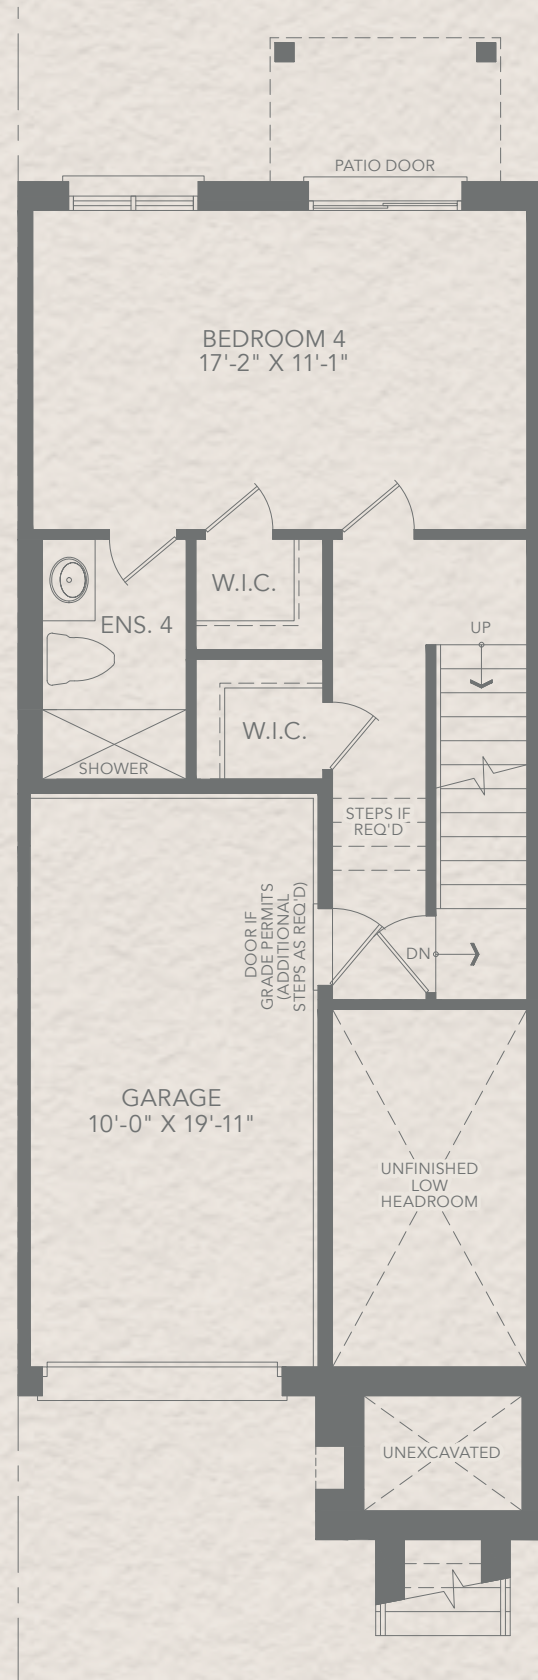 PATIO DOOR
BEDROOM 4
17'-2" X 11'-1"
W.I.C.
ENS. 4
UP
W.I.C.
SHOWER
STEPS IF
REQ'D
DOOR IF
GRADE PERMITS
(ADDITIONAL
STEPS AS REQ'D)
DN
GARAGE
10'-0" X 19'-11"
UNFINISHED
LOW
HEADROOM
UNEXCAVATED